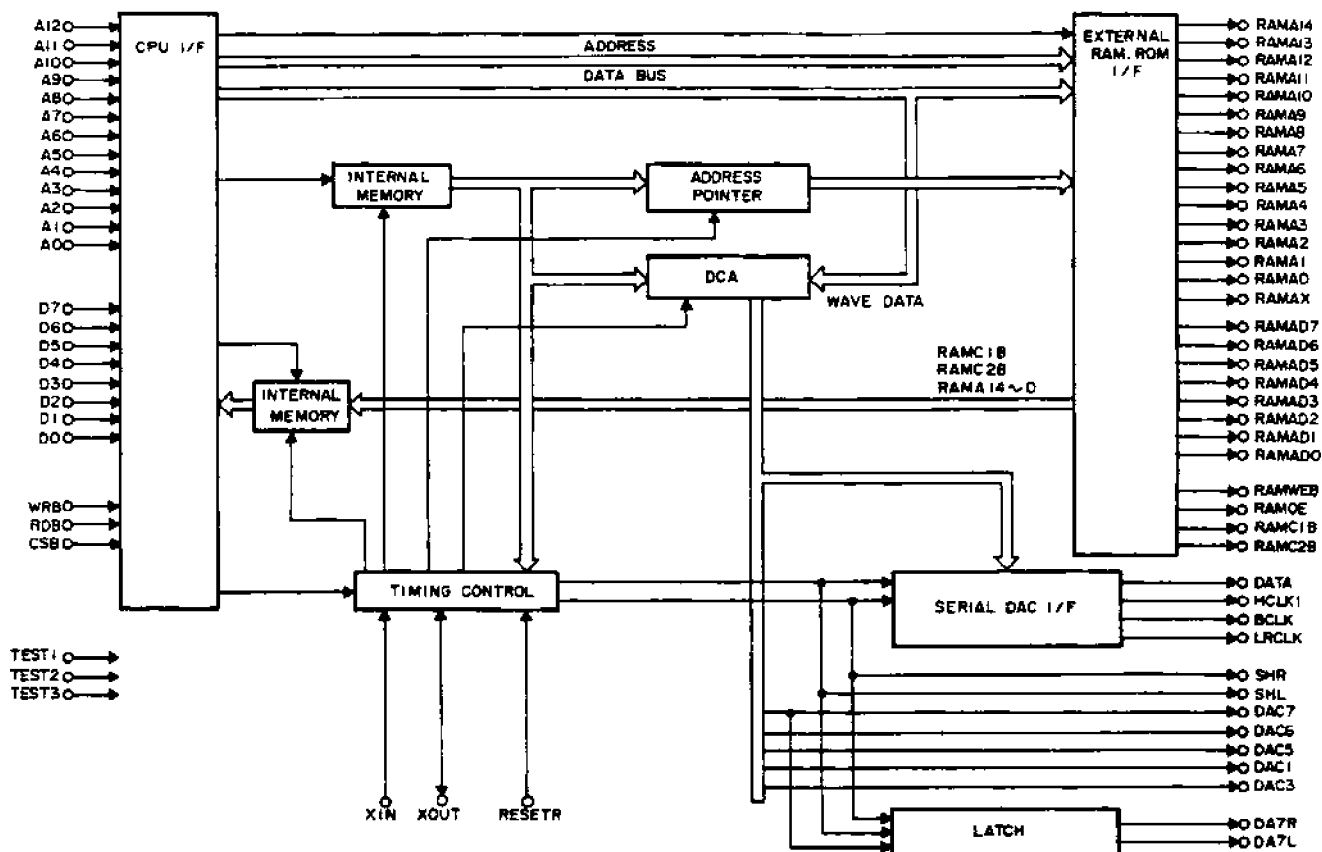 A12
A11
A10
A9
A8
A7
A6
A5
A4
A3
A2
A1
A0
D7
D6
D5
D4
D3
D2
D1
D0
WRB
RDB
CSB
TEST1
TEST2
TEST3
CPU I/F
ADDRESS
DATA BUS
INTERNAL
MEMORY
ADDRESS
POINTER
DCA
WAVE DATA
INTERNAL
MEMORY
RAMC1B
RAMC2B
RAMA14~0
TIMING CONTROL
XIN
XOUT
RESETR
EXTERNAL
RAM. ROM
I/F
SERIAL DAC I/F
LATCH
RAMA14
RAMA13
RAMA12
RAMA11
RAMA10
RAMA9
RAMA8
RAMA7
RAMA6
RAMA5
RAMA4
RAMA3
RAMA2
RAMA1
RAMA0
RAMAX
RAMAD7
RAMAD6
RAMAD5
RAMAD4
RAMAD3
RAMAD2
RAMAD1
RAMAD0
RAMWEB
RAMOE
RAMC1B
RAMC2B
DATA
HCLK1
BCLK
LRCLK
SHR
SHL
DAC7
DAC6
DAC5
DAC1
DAC3
DA7R
DA7L